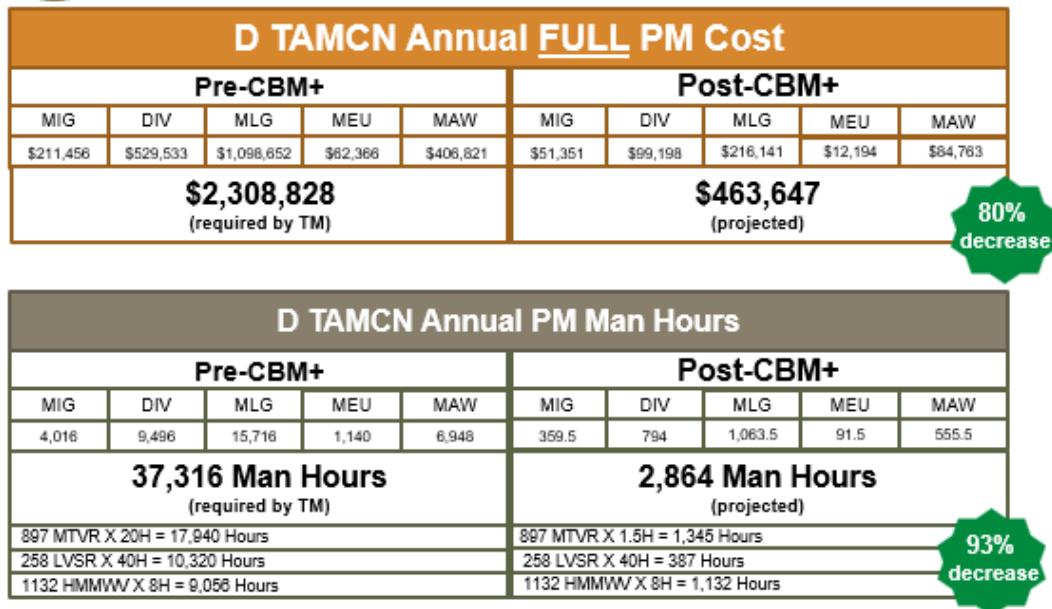 D TAMCN Annual FULL PM Cost
Pre-CBM+ Post-CBM+
MIG DIV MLG MEU MAW MIG DIV MLG MEU MAW
$211,456 $529,533 $1,098,652 $62,366 $406,821 $51,351 $99,198 $216,141 $12,194 $84,763
$2,308,828 $463,647
(required by TM) (projected)
80%
decrease
D TAMCN Annual PM Man Hours
Pre-CBM+ Post-CBM+
MIG DIV MLG MEU MAW MIG DIV MLG MEU MAW
4,016 9,496 15,716 1,140 6,948 359.5 794 1,063.5 91.5 555.5
37,316 Man Hours 2,864 Man Hours
(required by TM) (projected)
897 MTVR X 20H = 17,940 Hours 897 MTVR X 1.5H = 1,345 Hours
258 LVSR X 40H = 10,320 Hours 258 LVSR X 40H = 387 Hours
1132 HMMWV X 8H = 9,056 Hours 1132 HMMWV X 8H = 1,132 Hours
93%
decrease